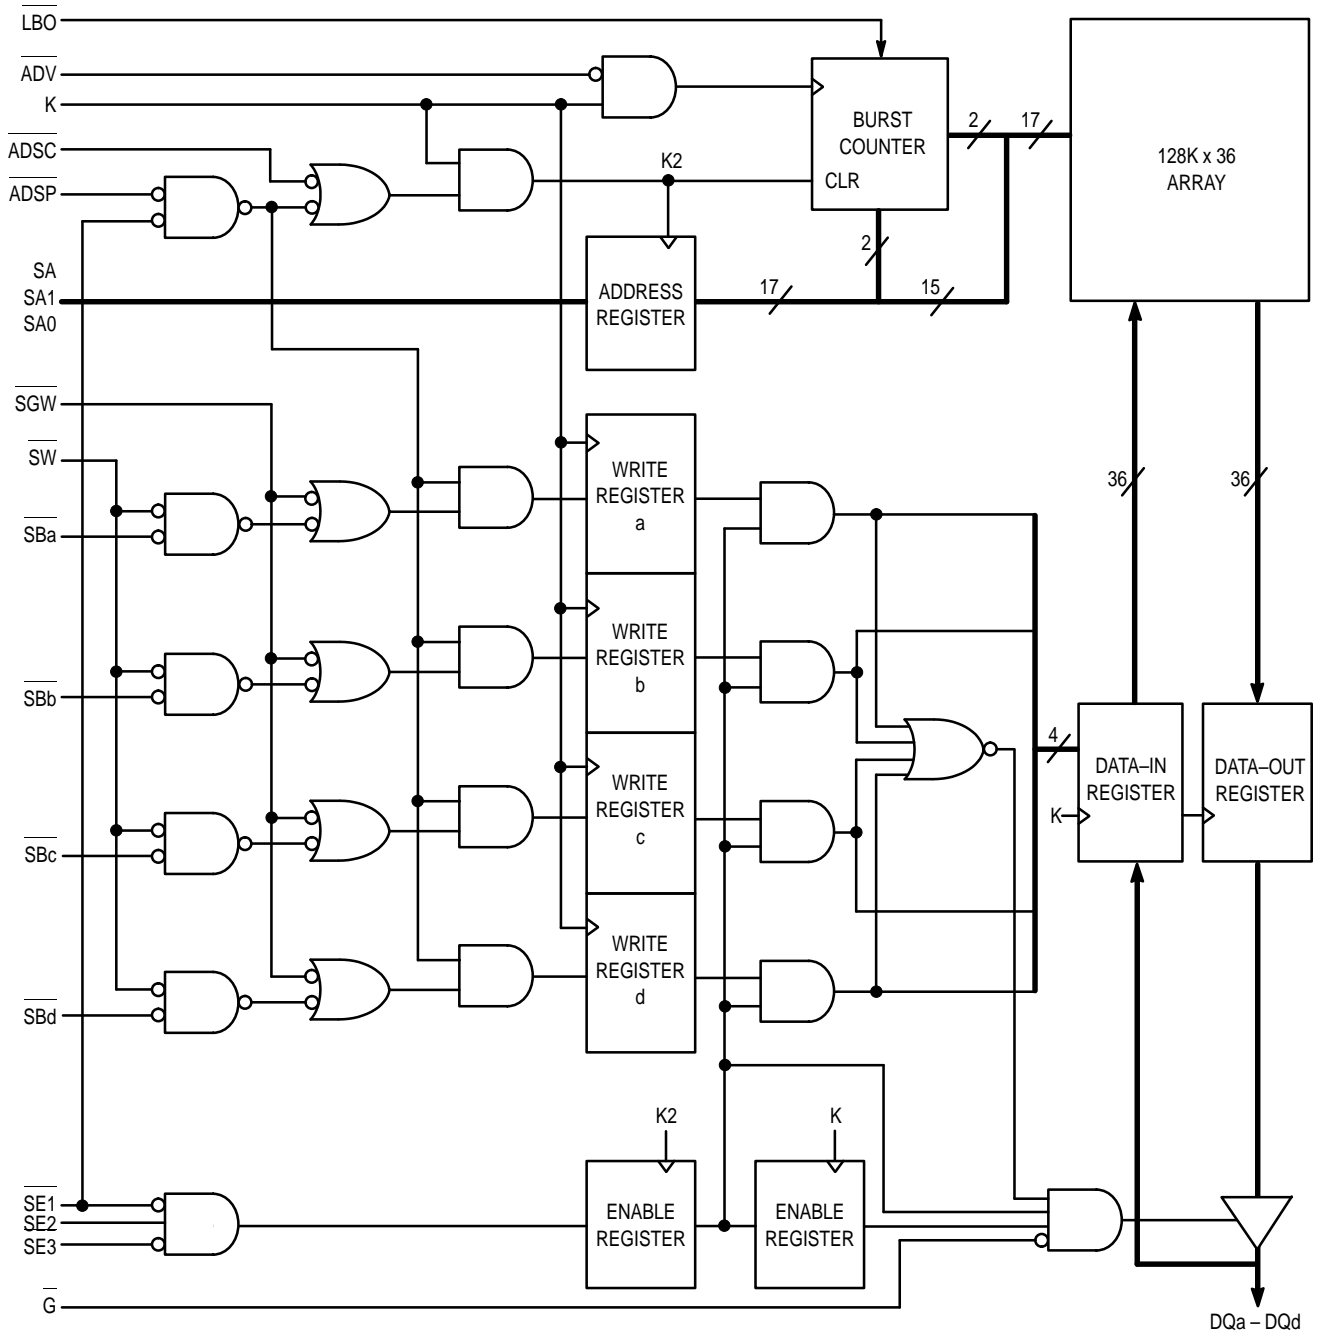 LBO
ADV
K
ADSC
ADSP
K2
BURST
COUNTER
CLR
2
17
128K x 36
ARRAY
SA
SA1
SA0
ADDRESS
REGISTER
17
2
15
SGW
SW
SBa
WRITE
REGISTER
a
36
36
SBb
WRITE
REGISTER
b
4
DATA–IN
REGISTER
K
DATA–OUT
REGISTER
SBc
WRITE
REGISTER
c
SBd
WRITE
REGISTER
d
K2
K
SE1
SE2
SE3
ENABLE
REGISTER
ENABLE
REGISTER
G
DQa – DQd